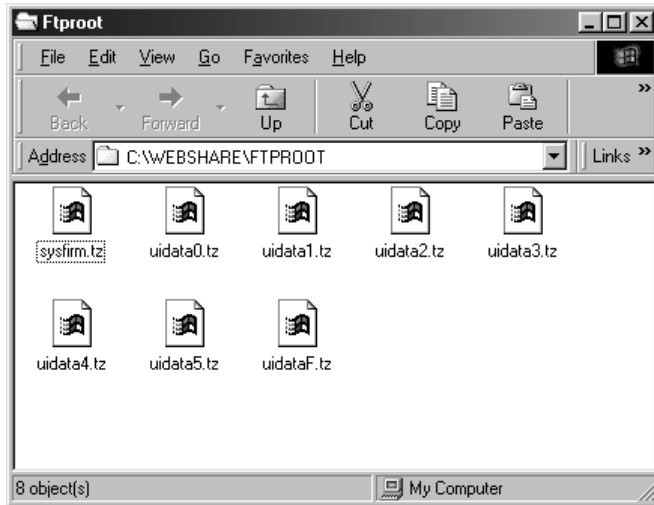 Ftproot
File Edit View Go Favorites Help
Back Forward Up Cut Copy Paste »
Address C:\WEBSHARE\FTPROOT Links »
sysfirm.tz uidata0.tz uidata1.tz uidata2.tz uidata3.tz
uidata4.tz uidata5.tz uidataF.tz
8 object(s) My Computer